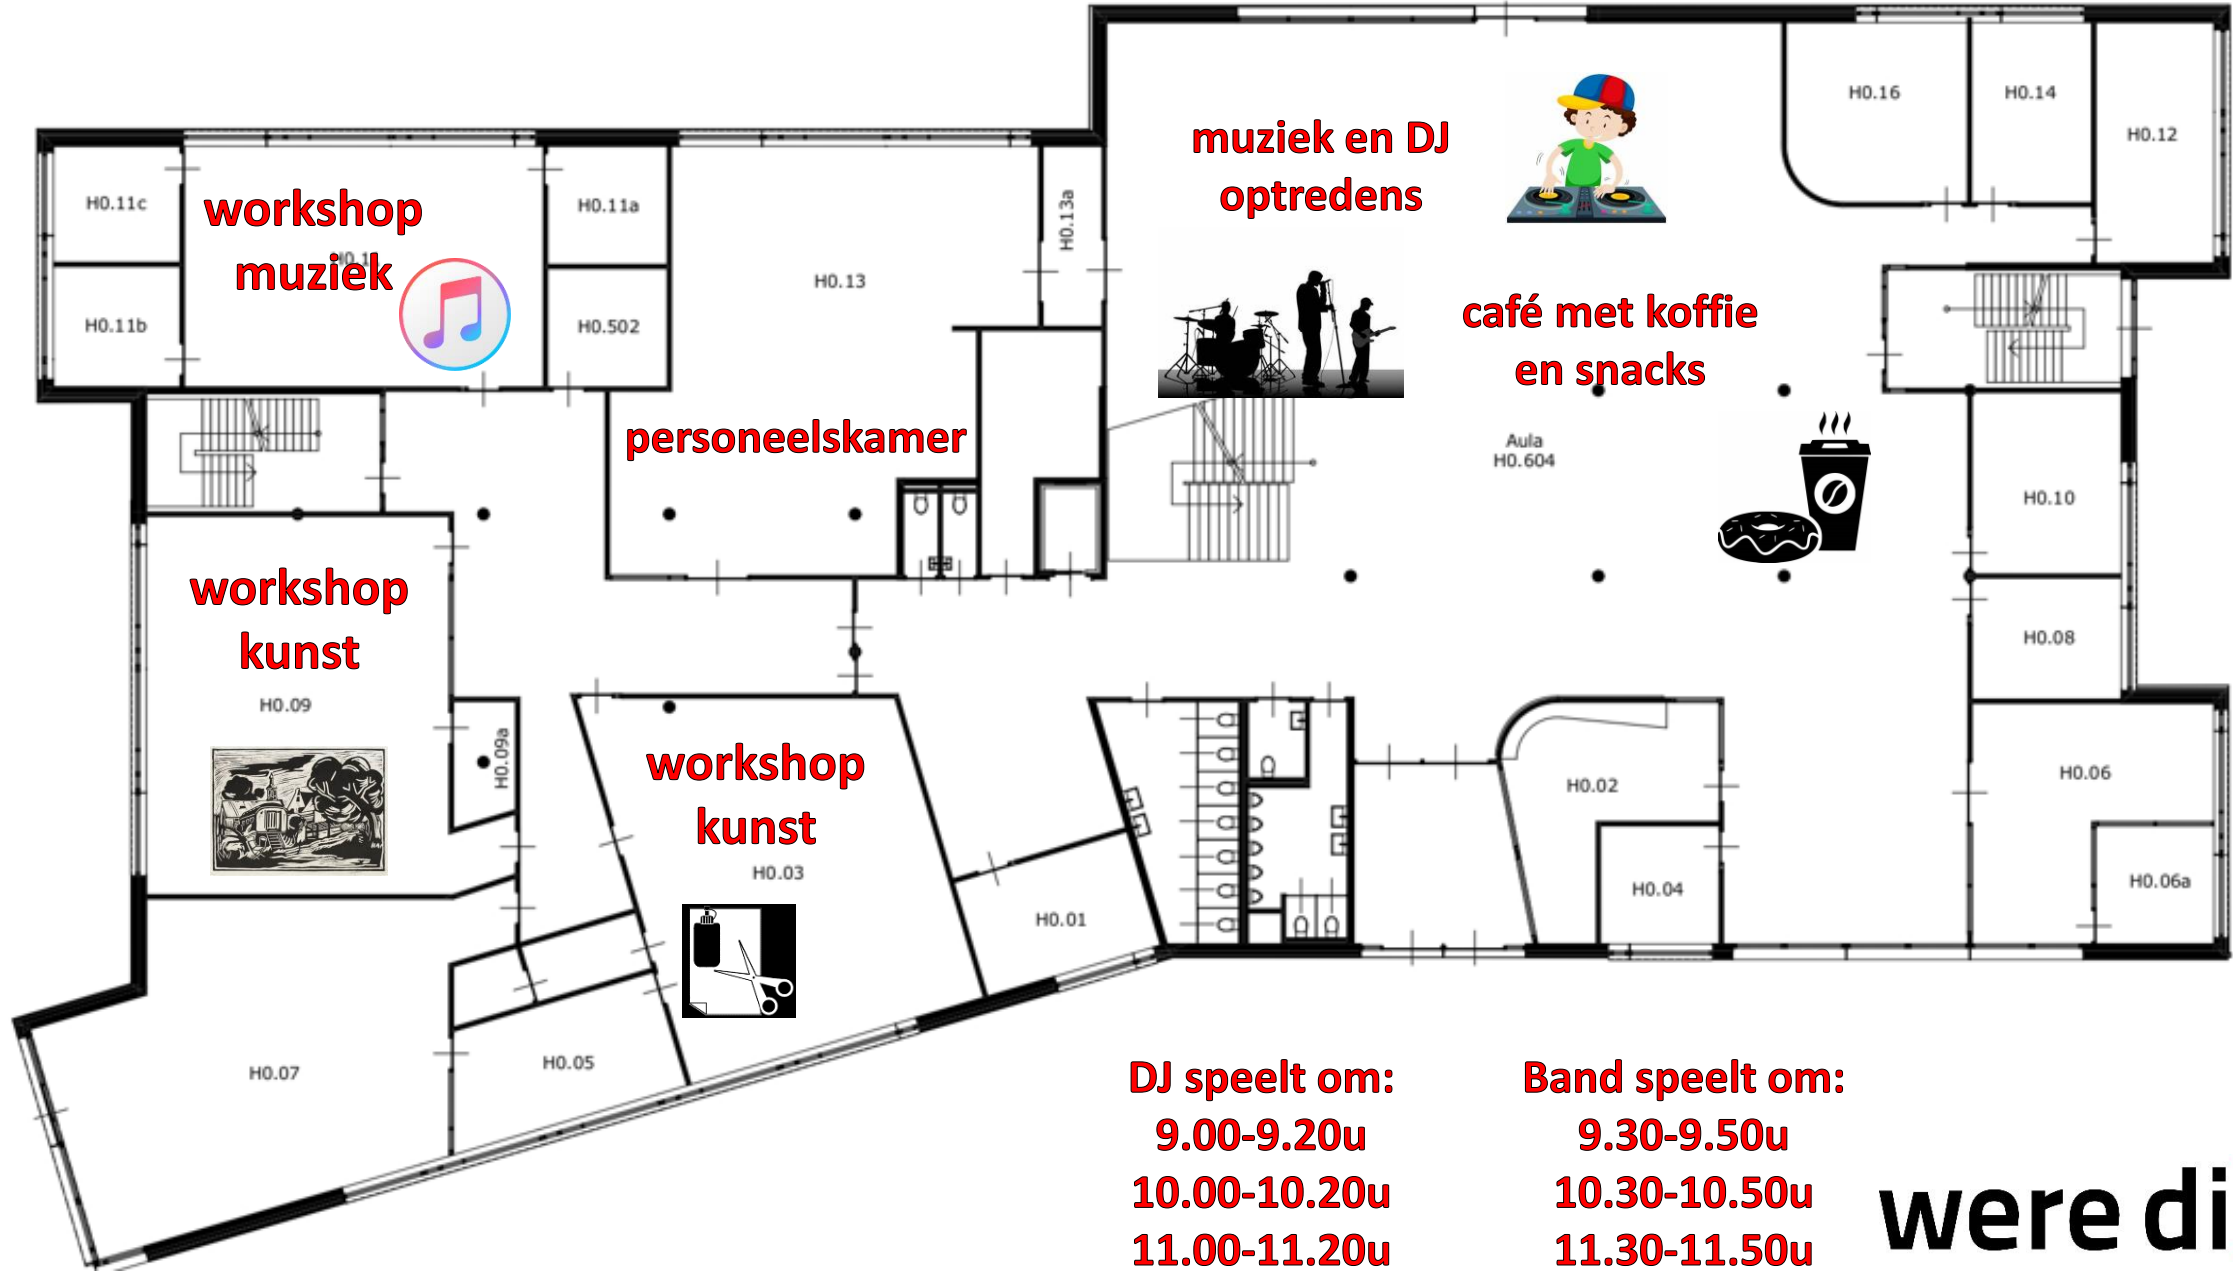 H0.16
H0.14
H0.12
muziek en DJ
optredens
H0.11c
workshop
muziek
H0.11a
H0.13a
H0.13
H0.11b
H0.502
café met koffie
en snacks
personeelskamer
Aula
H0.604
H0.10
workshop
kunst
H0.09
H0.08
H0.09a
workshop
kunst
H0.03
H0.02
H0.06
H0.04
H0.06a
H0.01
H0.07
H0.05
DJ speelt om:
9.00-9.20u
10.00-10.20u
11.00-11.20u
Band speelt om:
9.30-9.50u
10.30-10.50u
11.30-11.50u
were di